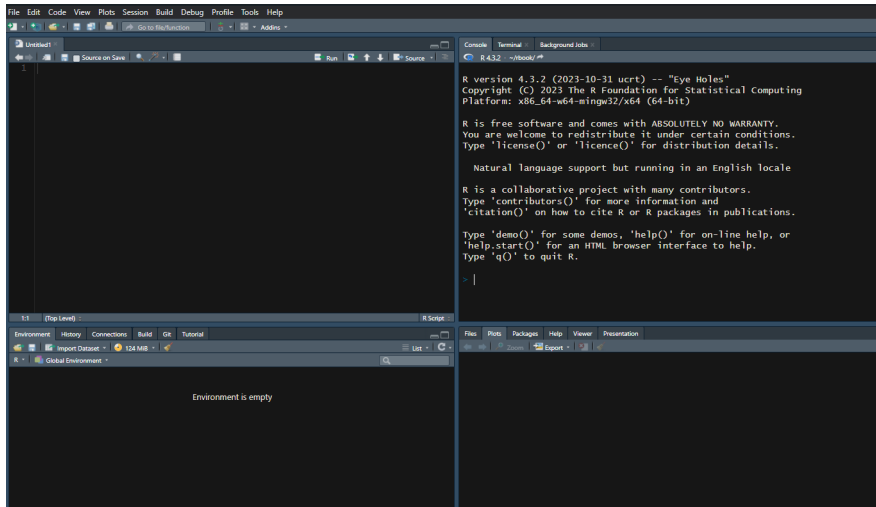 File Edit Code View Plots Session Build Debug Profile Tools Help
Go to file/function Addins
Untitled1
Source on Save Run Source
1
1:1 (Top Level) R Script
Console Terminal Background Jobs
R 4.3.2 · ~/rbook/
R version 4.3.2 (2023-10-31 ucrt) -- "Eye Holes"
Copyright (C) 2023 The R Foundation for Statistical Computing
Platform: x86_64-w64-mingw32/x64 (64-bit)
R is free software and comes with ABSOLUTELY NO WARRANTY.
You are welcome to redistribute it under certain conditions.
Type 'license()' or 'licence()' for distribution details.
Natural language support but running in an English locale
R is a collaborative project with many contributors.
Type 'contributors()' for more information and
'citation()' on how to cite R or R packages in publications.
Type 'demo()' for some demos, 'help()' for on-line help, or
'help.start()' for an HTML browser interface to help.
Type 'q()' to quit R.
>
Environment History Connections Build Git Tutorial
Import Dataset 124 MiB List
R Global Environment
Environment is empty
Files Plots Packages Help Viewer Presentation
Zoom Export